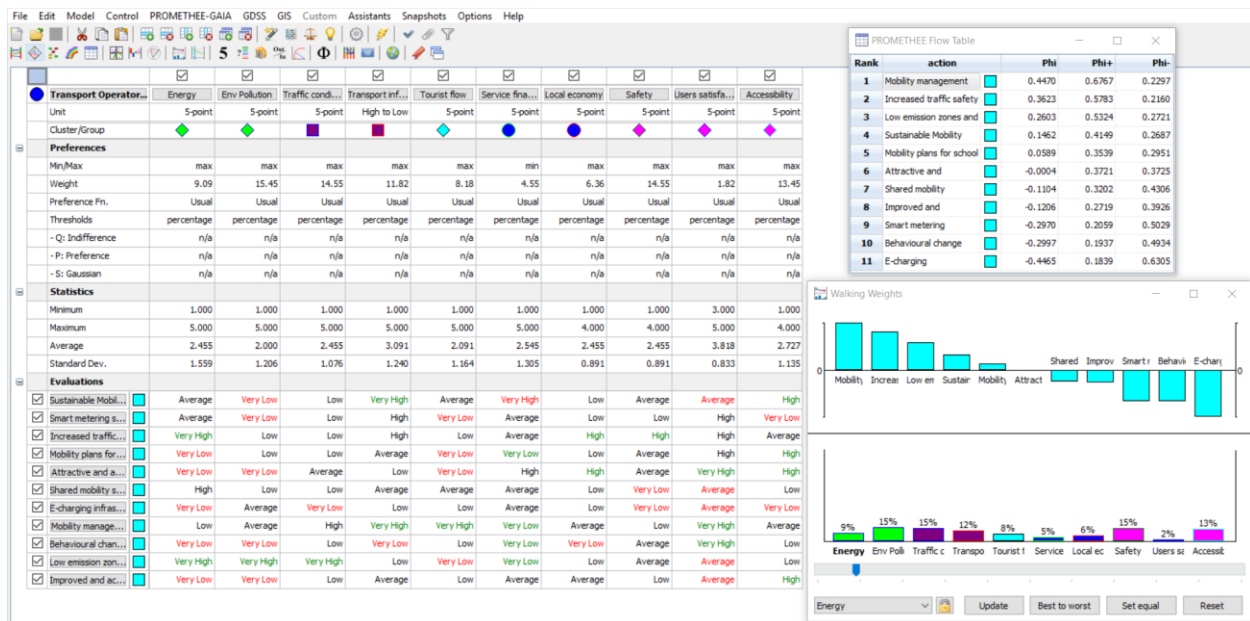 File Edit Model Control PROMETHEE-GAIA GDSS GIS Custom Assistants Snapshots Options Help
Transport Operator... Energy Env Pollution Traffic condi... Transport inf... Tourist flow Service fina... Local economy Safety Users satisfa... Accessibility
Unit 5-point 5-point 5-point High to Low 5-point 5-point 5-point 5-point 5-point 5-point
Cluster/Group
Preferences
Min/Max max max max max max min max max max max
Weight 9.09 15.45 14.55 11.82 8.18 4.55 6.36 14.55 1.82 13.45
Preference Fn. Usual Usual Usual Usual Usual Usual Usual Usual Usual Usual
Thresholds percentage percentage percentage percentage percentage percentage percentage percentage percentage percentage
- Q: Indifference n/a n/a n/a n/a n/a n/a n/a n/a n/a n/a
- P: Preference n/a n/a n/a n/a n/a n/a n/a n/a n/a n/a
- S: Gaussian n/a n/a n/a n/a n/a n/a n/a n/a n/a n/a
Statistics
Minimum 1.000 1.000 1.000 1.000 1.000 1.000 1.000 1.000 3.000 1.000
Maximum 5.000 5.000 5.000 5.000 5.000 5.000 4.000 4.000 5.000 4.000
Average 2.455 2.000 2.455 3.091 2.091 2.545 2.455 2.455 3.818 2.727
Standard Dev. 1.559 1.206 1.076 1.240 1.164 1.305 0.891 0.891 0.833 1.135
Evaluations
Sustainable Mobil... Average Very Low Low Very High Average Very High Low Average Average High
Smart metering s... Average Very Low Low High Very Low Average Low Low High Very Low
Increased traffic... Very High Low Low High Low Average High High High Average
Mobility plans for... Very Low Low Low Average Very Low Very Low Low Average High High
Attractive and a... Very Low Very Low Average Low Very Low High High Average Very High High
Shared mobility s... High Low Low Average Average Average Low Very Low Average Low
E-charging infras... Very Low Average Very Low Low Low Average Low Very Low Average Very Low
Mobility manage... Low Average High Very High Very High Very Low Average Low Very High Average
Behavioural chan... Very Low Very Low Low Very Low Low Very Low Very Low Average Very High Low
Low emission zon... Very High Very High Very High Low Very Low Very Low Low Low Average Low
Improved and ac... Very Low Very Low Low Average Low Average Average Low Average High
PROMETHEE Flow Table
Rank action Phi Phi+ Phi-
1 Mobility management 0.4470 0.6767 0.2297
2 Increased traffic safety 0.3623 0.5783 0.2160
3 Low emission zones and 0.2603 0.5324 0.2721
4 Sustainable Mobility 0.1462 0.4149 0.2687
5 Mobility plans for school 0.0589 0.3539 0.2951
6 Attractive and -0.0004 0.3721 0.3725
7 Shared mobility -0.1104 0.3202 0.4306
8 Improved and -0.1206 0.2719 0.3926
9 Smart metering -0.2970 0.2059 0.5029
10 Behavioural change -0.2997 0.1937 0.4934
11 E-charging -0.4465 0.1839 0.6305
Walking Weights
Shared Improv Smart r Behavi E-charg
0 0
Mobility Increas Low em Sustain Mobility Attract
9% 15% 15% 12% 8% 5% 6% 15% 2% 13%
Energy Env Poll Traffic c Transpo Tourist f Service Local ec Safety Users sa Accessib
Energy Update Best to worst Set equal Reset